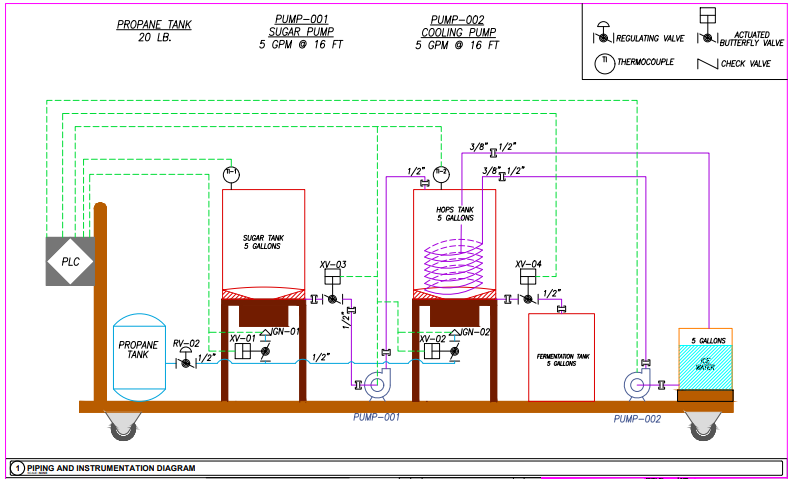 PROPANE TANK
20 LB.
PUMP-001
SUGAR PUMP
5 GPM @ 16 FT
PUMP-002
COOLING PUMP
5 GPM @ 16 FT
REGULATING VALVE
ACTUATED
BUTTERFLY VALVE
TI
THERMOCOUPLE
CHECK VALVE
3/8" 1/2"
1/2"
3/8" 1/2"
TI-1
TI-2
HOPS TANK
5 GALLONS
SUGAR TANK
5 GALLONS
PLC
XV-03
XV-04
1/2"
1/2"
IGN-01
IGN-02
XV-01
XV-02
PROPANE
TANK
RV-02
1/2"
1/2"
FERMENTATION TANK
5 GALLONS
5 GALLONS
ICE
WATER
PUMP-001
PUMP-002
1
PIPING AND INSTRUMENTATION DIAGRAM